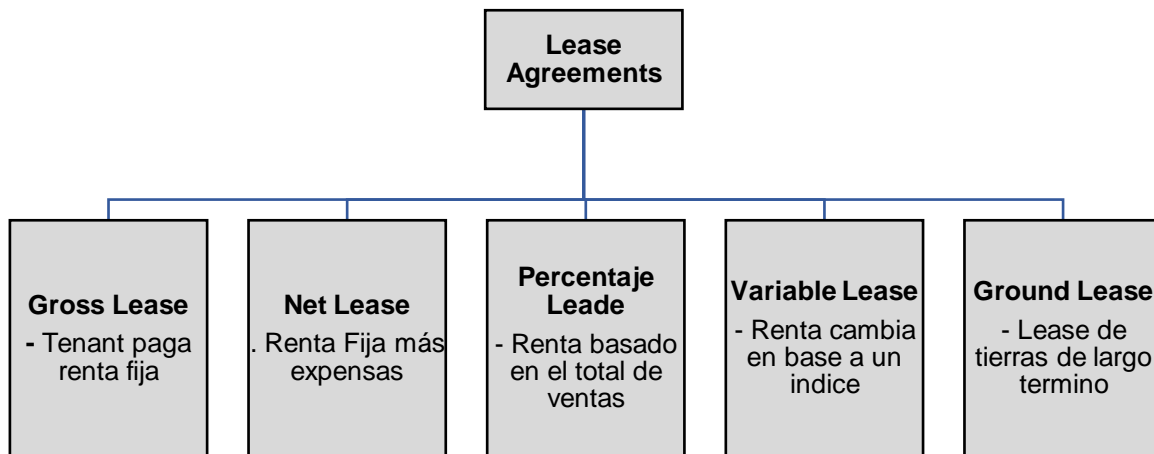 Lease
Agreements
Gross Lease
- Tenant paga
renta fija
Net Lease
. Renta Fija más
expensas
Percentaje
Leade
- Renta basado
en el total de
ventas
Variable Lease
- Renta cambia
en base a un
indice
Ground Lease
- Lease de
tierras de largo
termino